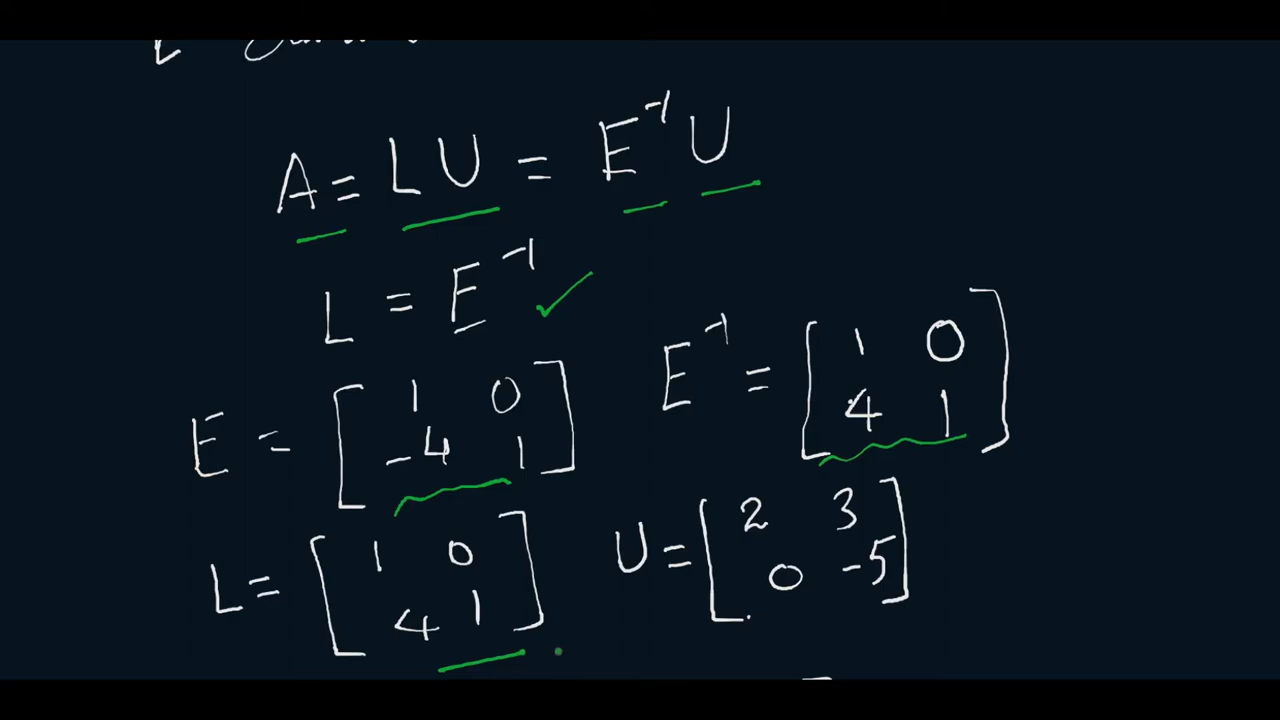 A = LU = E⁻¹ U
L = E⁻¹ ✓
E = [ 1 0
-4 1 ]
E⁻¹ = [ 1 0
4 1 ]
L = [ 1 0
4 1 ]
U = [ 2 3
0 -5 ]